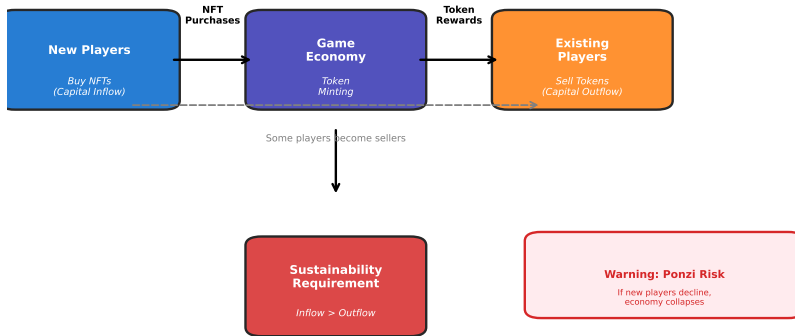 NFT
Purchases
Token
Rewards
New Players
Buy NFTs
(Capital Inflow)
Game
Economy
Token
Minting
Existing
Players
Sell Tokens
(Capital Outflow)
Some players become sellers
Sustainability
Requirement
Inflow > Outflow
Warning: Ponzi Risk
If new players decline,
economy collapses